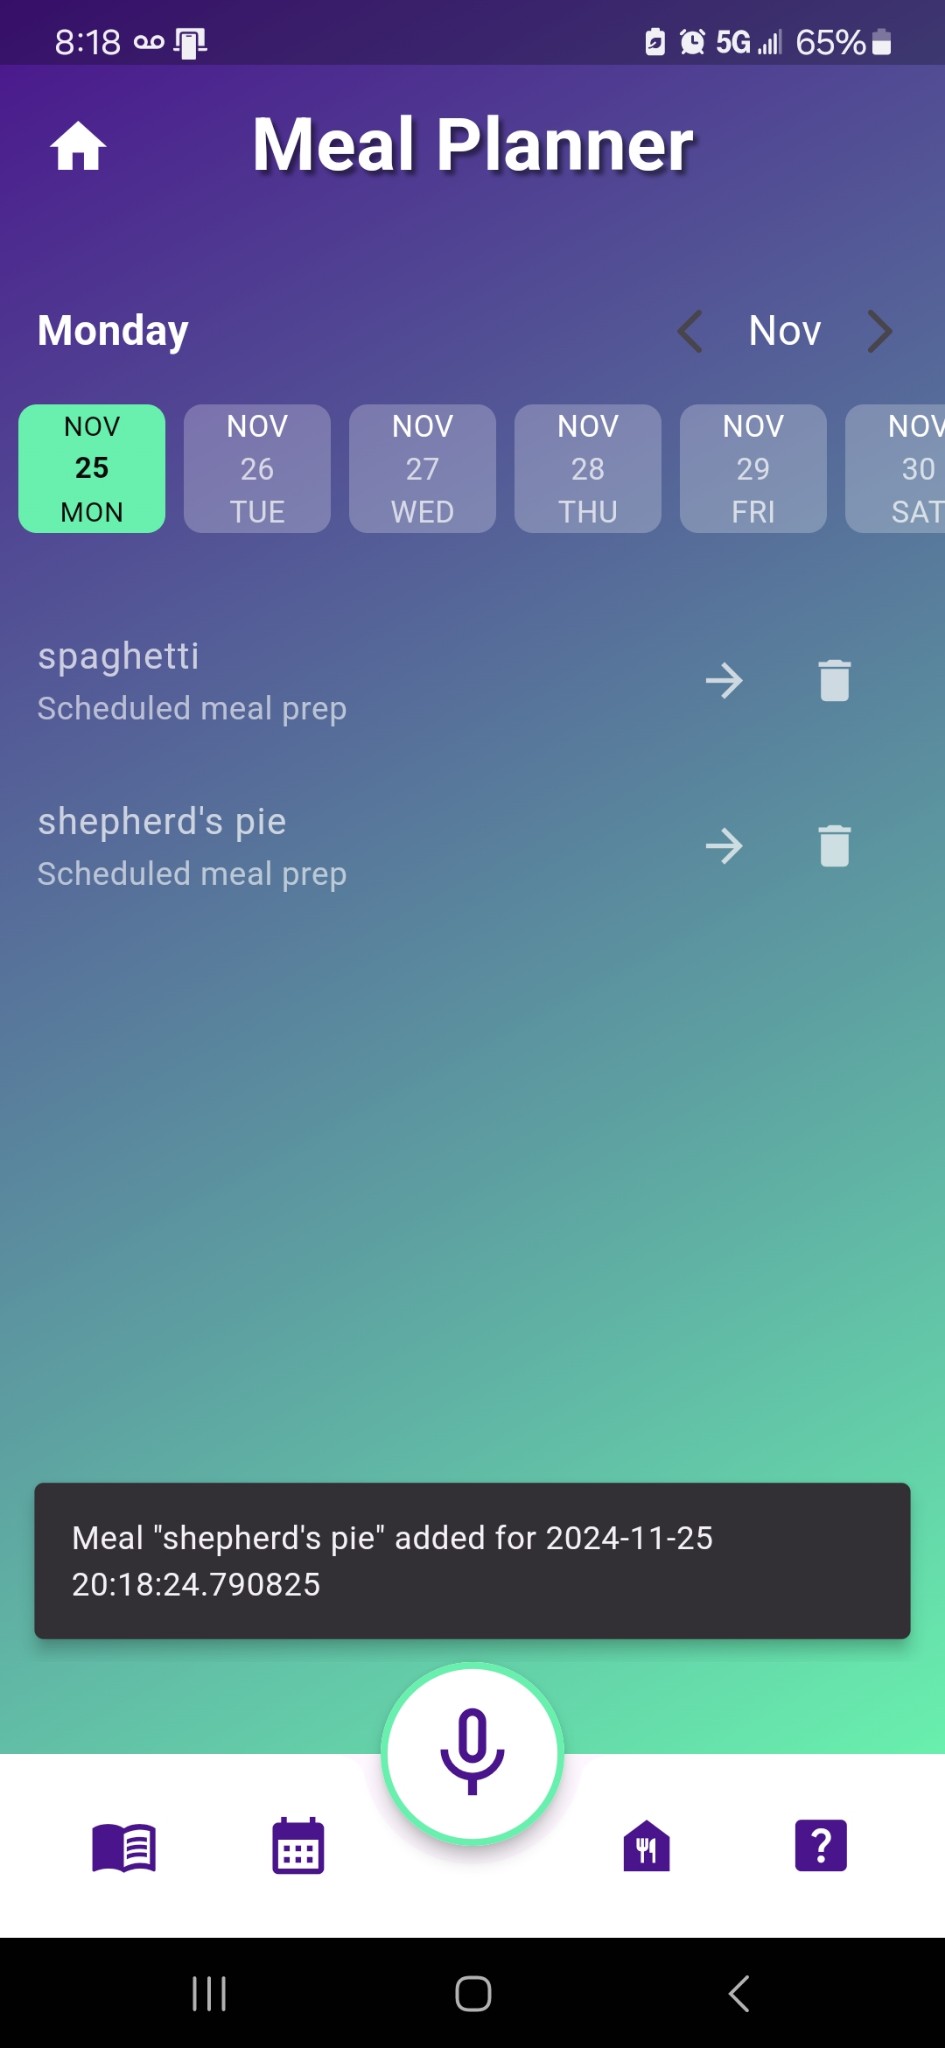 8:18 5G 65%
Meal Planner
Monday Nov
NOV NOV NOV NOV NOV NOV
25 26 27 28 29 30
MON TUE WED THU FRI SAT
spaghetti
Scheduled meal prep
shepherd's pie
Scheduled meal prep
Meal "shepherd's pie" added for 2024-11-25
20:18:24.790825
?